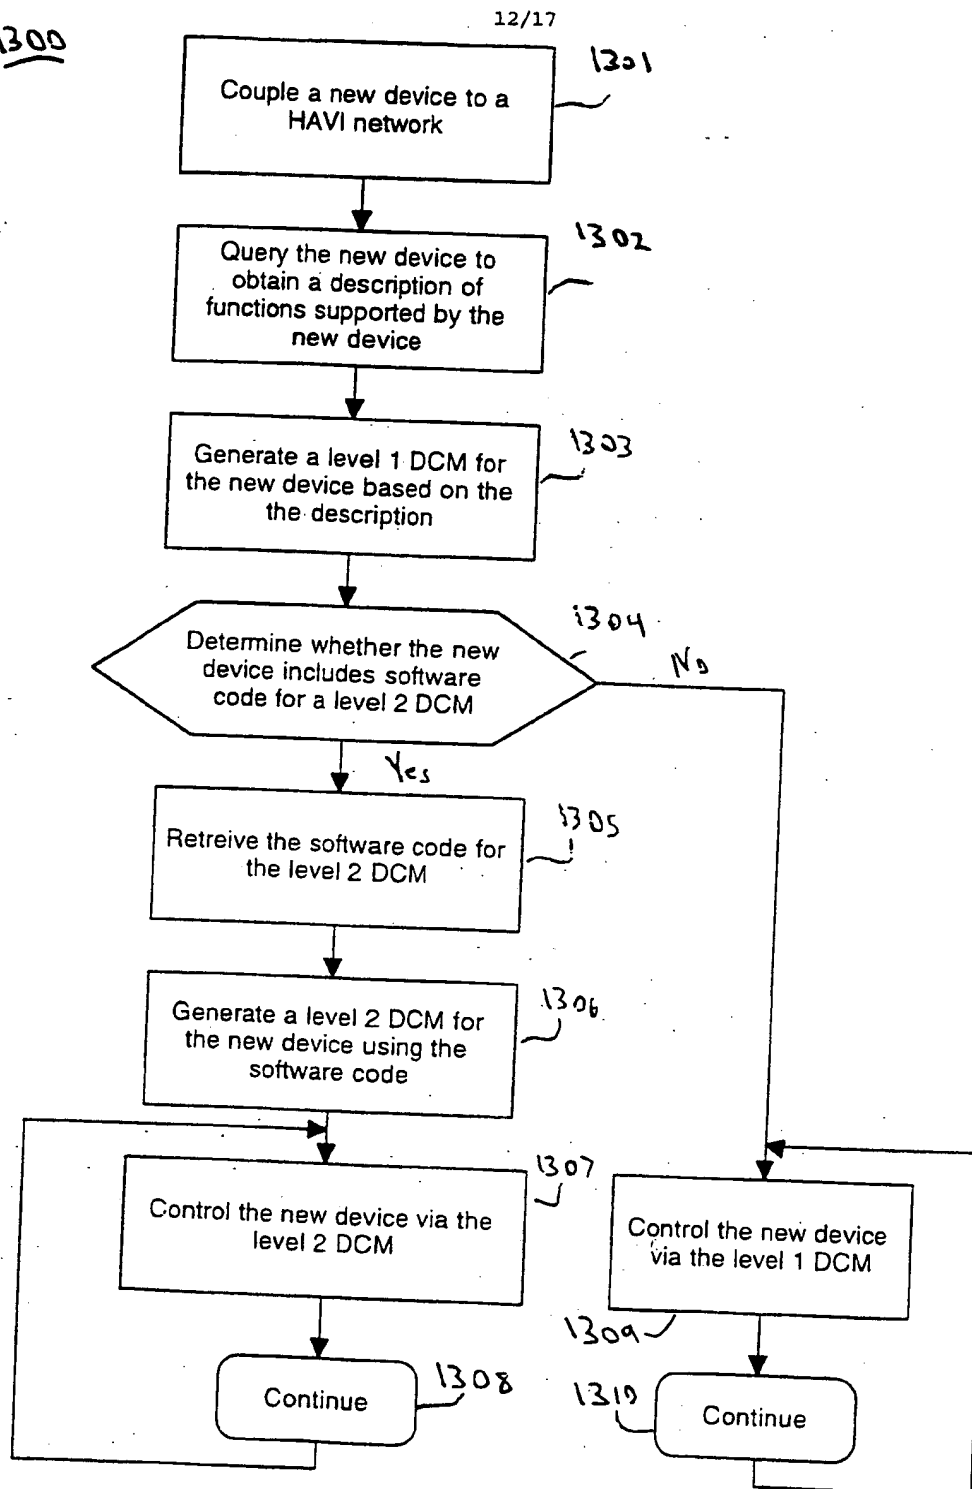 12/17
1300
1301
Couple a new device to a
HAVI network
1302
Query the new device to
obtain a description of
functions supported by the
new device
1303
Generate a level 1 DCM for
the new device based on the
the description
1304
Determine whether the new
device includes software
code for a level 2 DCM
No
Yes
1305
Retreive the software code for
the level 2 DCM
1306
Generate a level 2 DCM for
the new device using the
software code
1307
Control the new device via the
level 2 DCM
Control the new device
via the level 1 DCM
1309
1308
Continue
1310
Continue